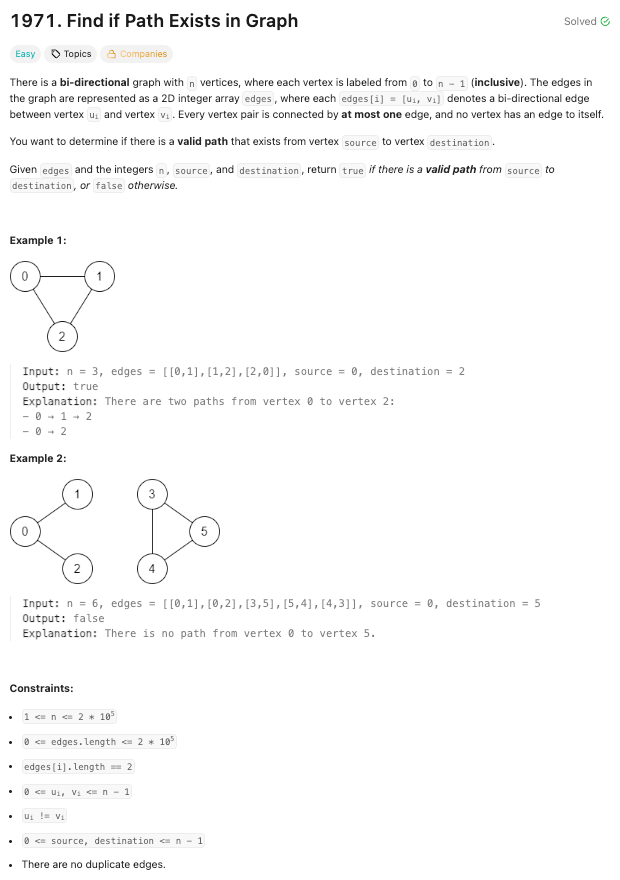 1971. Find if Path Exists in Graph
Solved
Easy Topics Companies
There is a bi-directional graph with n vertices, where each vertex is labeled from 0 to n - 1 (inclusive). The edges in
the graph are represented as a 2D integer array edges, where each edges[i] = [uᵢ, vᵢ] denotes a bi-directional edge
between vertex uᵢ and vertex vᵢ. Every vertex pair is connected by at most one edge, and no vertex has an edge to itself.
You want to determine if there is a valid path that exists from vertex source to vertex destination.
Given edges and the integers n, source, and destination, return true if there is a valid path from source to
destination, or false otherwise.
Example 1:
0 1
2
Input: n = 3, edges = [[0,1],[1,2],[2,0]], source = 0, destination = 2
Output: true
Explanation: There are two paths from vertex 0 to vertex 2:
- 0 → 1 → 2
- 0 → 2
Example 2:
1 3
0 5
2 4
Input: n = 6, edges = [[0,1],[0,2],[3,5],[5,4],[4,3]], source = 0, destination = 5
Output: false
Explanation: There is no path from vertex 0 to vertex 5.
Constraints:
• 1 <= n <= 2 * 10⁵
• 0 <= edges.length <= 2 * 10⁵
• edges[i].length == 2
• 0 <= uᵢ, vᵢ <= n - 1
• uᵢ != vᵢ
• 0 <= source, destination <= n - 1
• There are no duplicate edges.